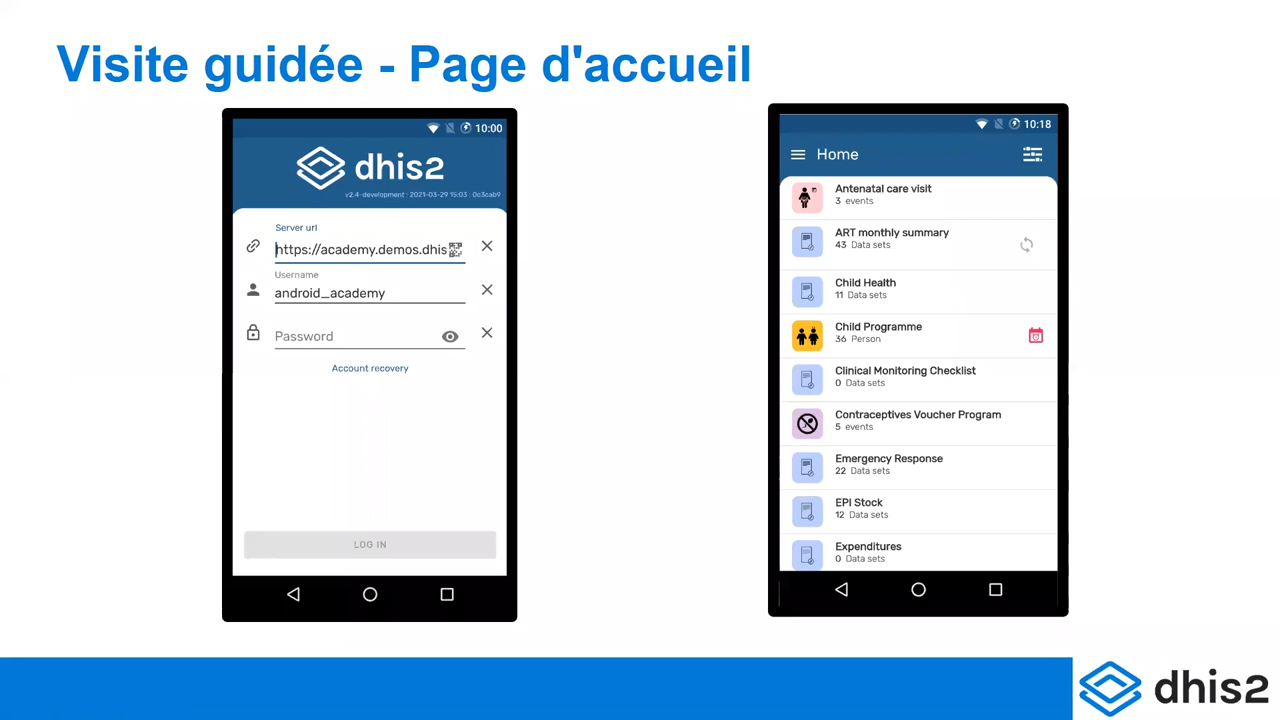 Visite guidée - Page d'accueil
10:00
dhis2
v2.4-development : 2021-03-29 15:03 : 0c3cab9
Server url
https://academy.demos.dhis
Username
android_academy
Password
Account recovery
LOG IN
10:18
Home
Antenatal care visit
3 events
ART monthly summary
43 Data sets
Child Health
11 Data sets
Child Programme
36 Person
Clinical Monitoring Checklist
0 Data sets
Contraceptives Voucher Program
5 events
Emergency Response
22 Data sets
EPI Stock
12 Data sets
Expenditures
0 Data sets
dhis2